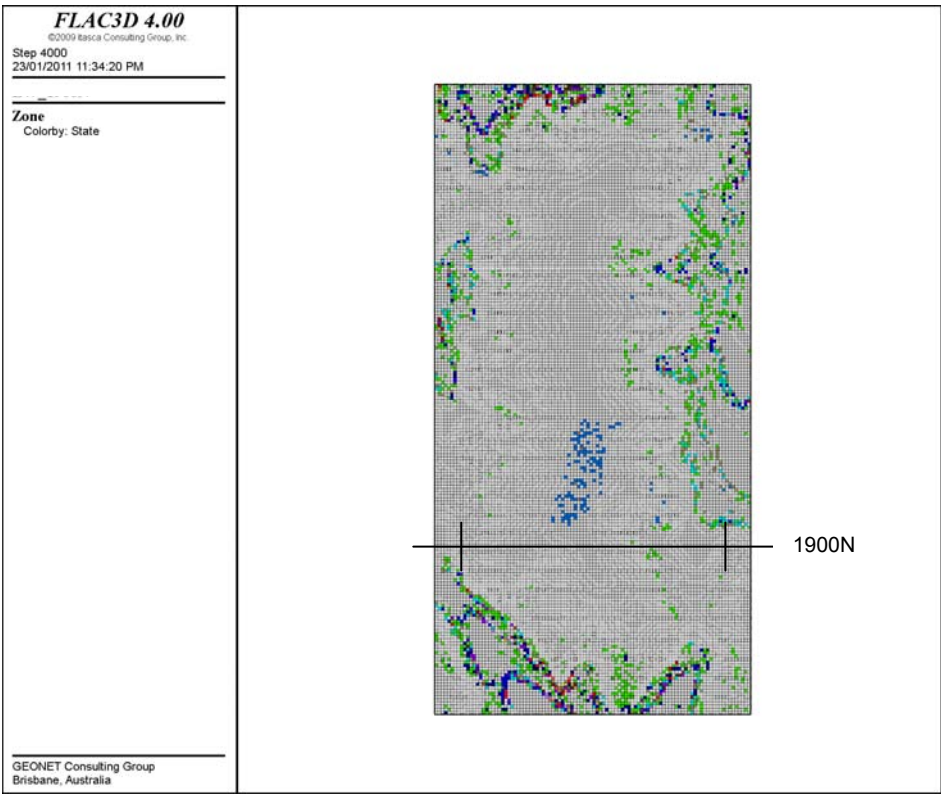 FLAC3D 4.00
©2009 Itasca Consulting Group, Inc.
Step 4000
23/01/2011 11:34:20 PM
Zone
Colorby: State
1900N
GEONET Consulting Group
Brisbane, Australia